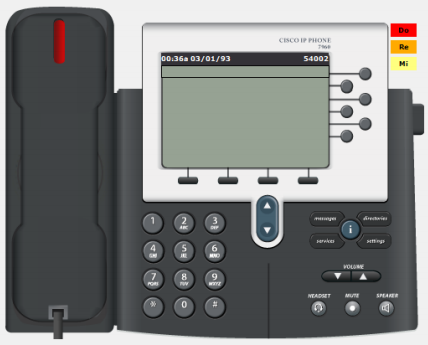 CISCO IP PHONE
7960
00:36a 03/01/93 54002
Do
Re
Mi
1 2 ABC 3 DEF
4 GHI 5 JKL 6 MNO
7 PQRS 8 TUV 9 WXYZ
* 0 #
messages directories
i
services settings
VOLUME
HEADSET MUTE SPEAKER